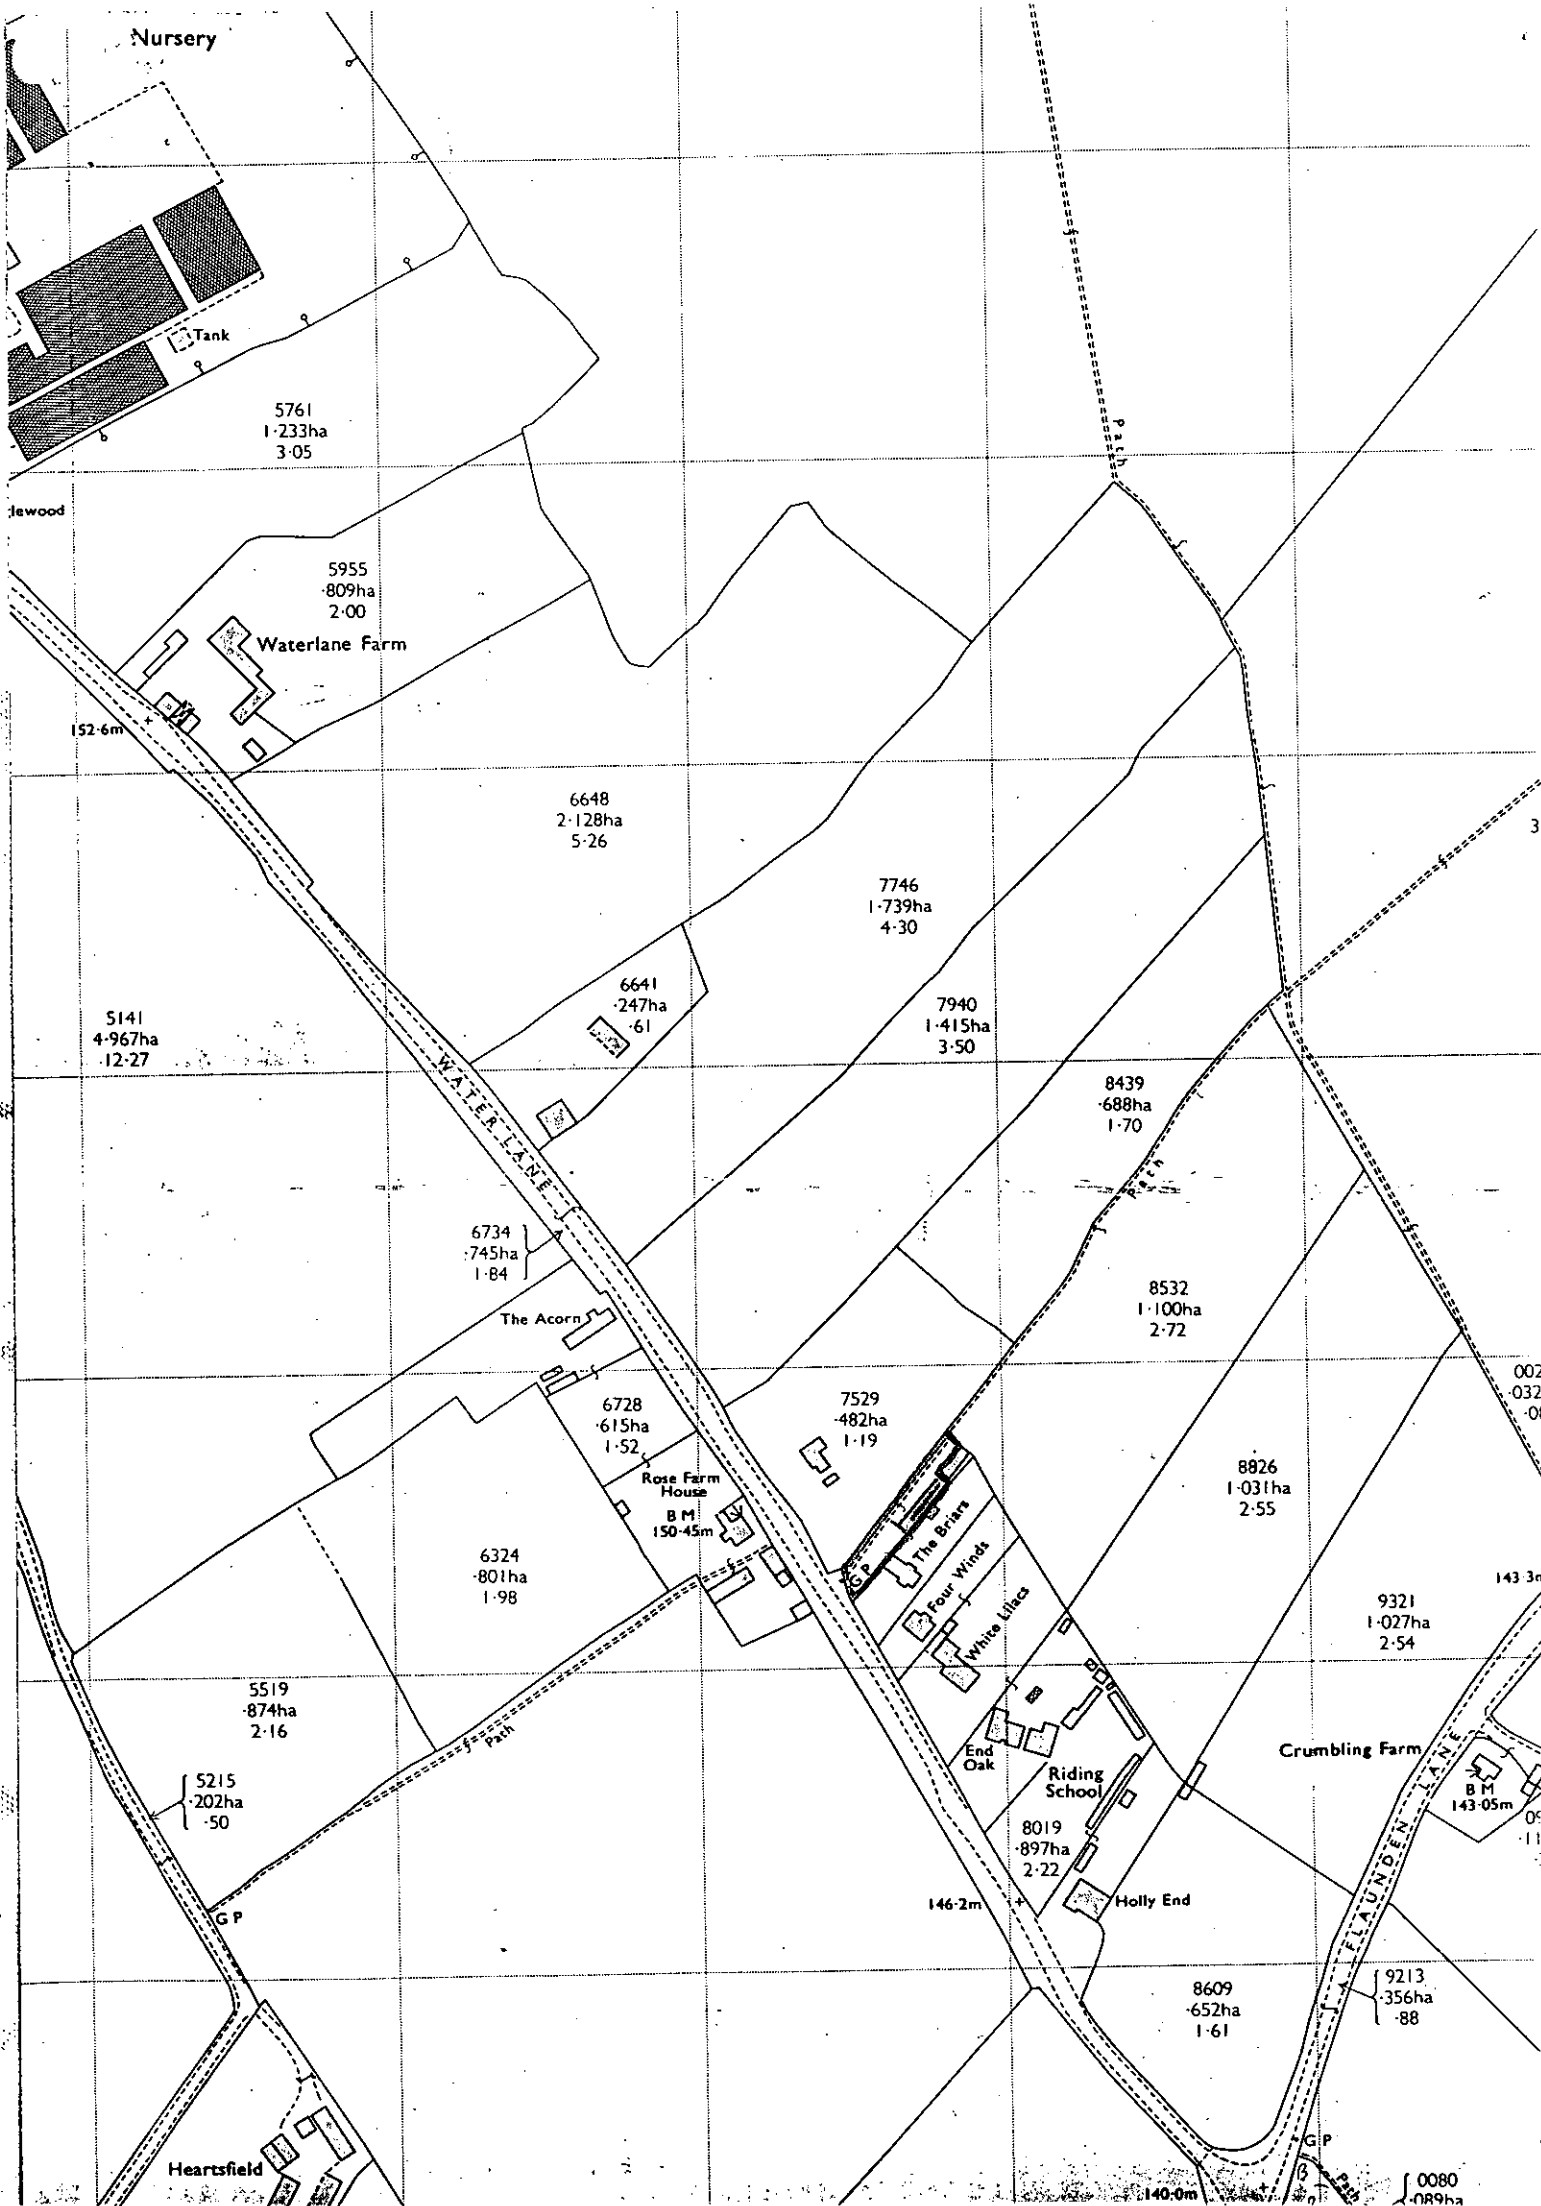 Nursery
Tank
5761
1·233ha
3·05
lewood
Path
5955
·809ha
2·00
Waterlane Farm
152·6m
6648
2·128ha
5·26
3
7746
1·739ha
4·30
6641
·247ha
·61
7940
1·415ha
3·50
5141
4·967ha
12·27
WATER LANE
8439
·688ha
1·70
Path
6734
·745ha
1·84
8532
1·100ha
2·72
The Acorn
002
·032
·08
6728
·615ha
1·52
7529
·482ha
1·19
8826
1·031ha
2·55
Rose Farm
House
B M
150·45m
The Briars
G P
Four Winds
White Lilacs
6324
·801ha
1·98
143·3m
9321
1·027ha
2·54
5519
·874ha
2·16
Path
End
Oak
Riding
School
Crumbling Farm
B M
143·05m
5215
·202ha
·50
8019
·897ha
2·22
09
·11
FLAUNDEN LANE
146·2m
Holly End
G P
8609
·652ha
1·61
9213
·356ha
·88
G P
Path
Heartsfield
140·0m
0080
·089ha